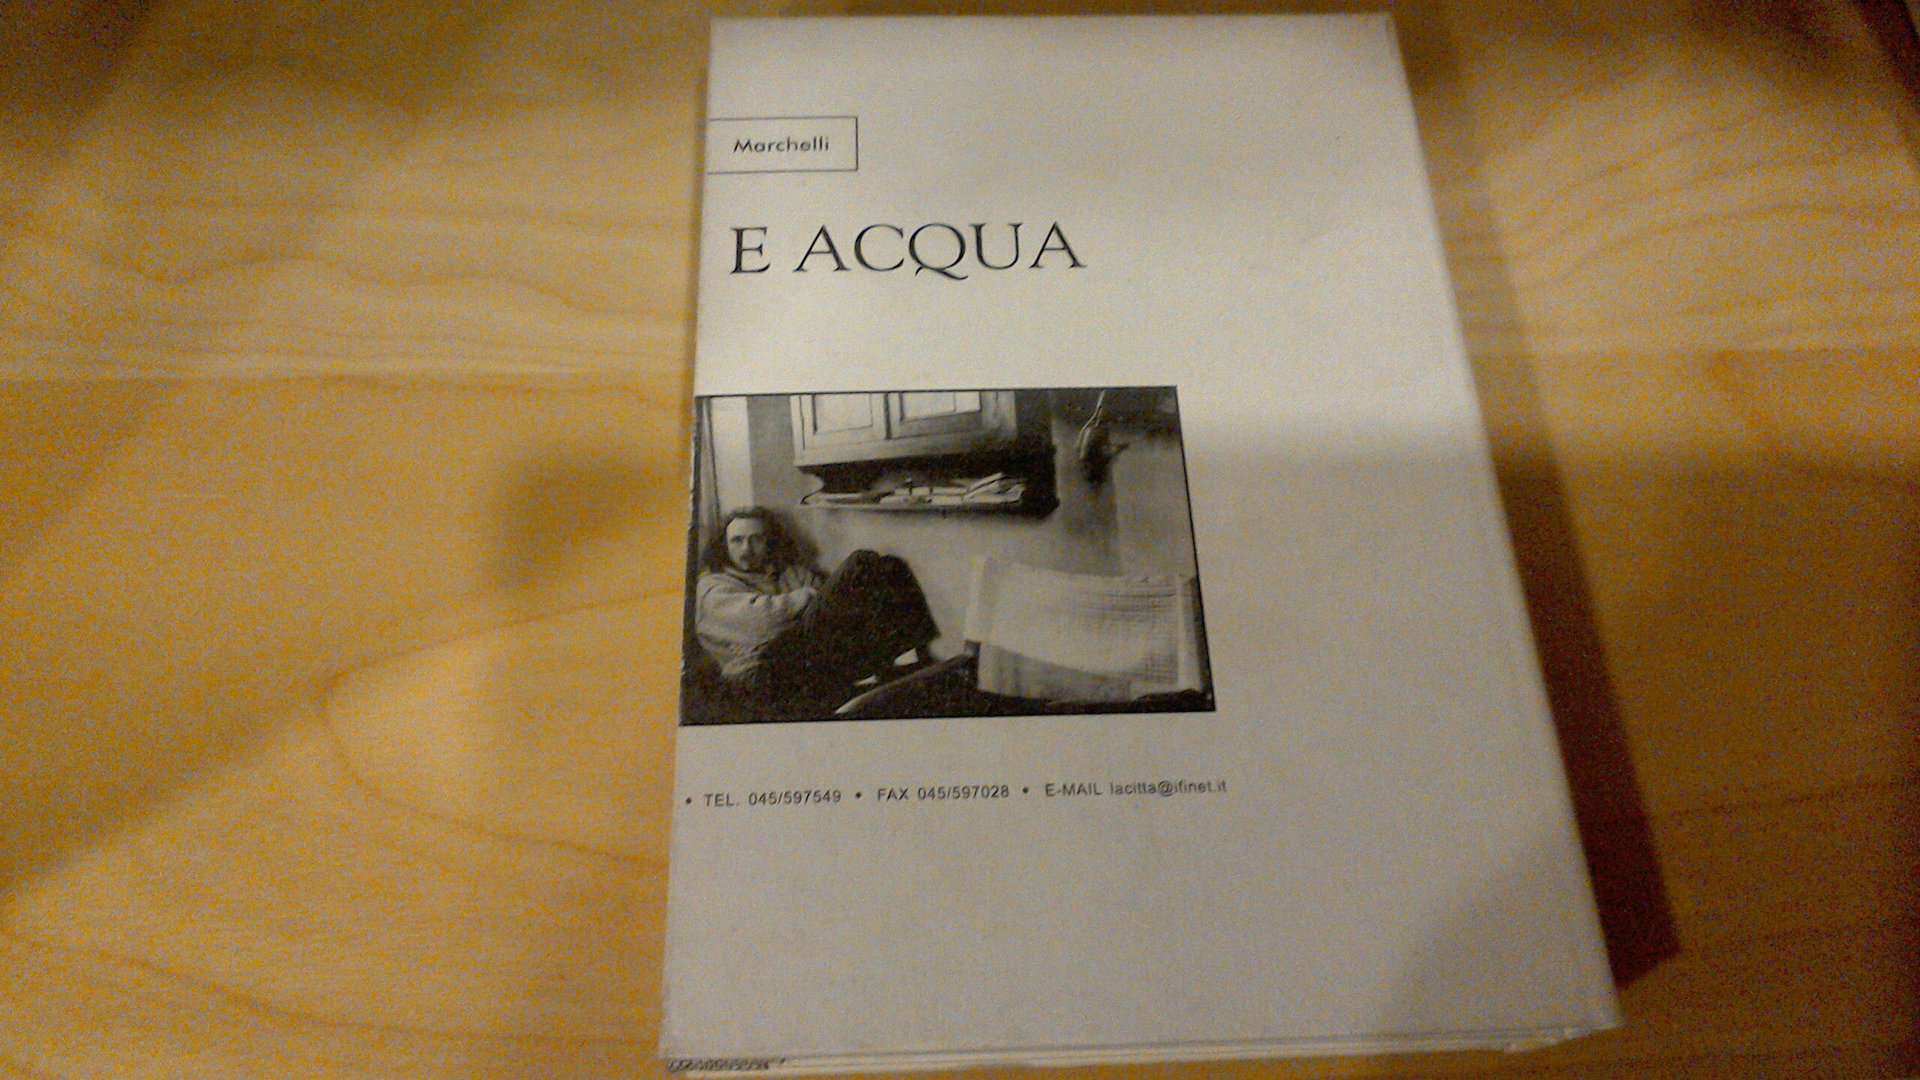 Marchelli
E ACQUA
• TEL. 045/597549 • FAX 045/597028 • E-MAIL lacitta@ifinet.it